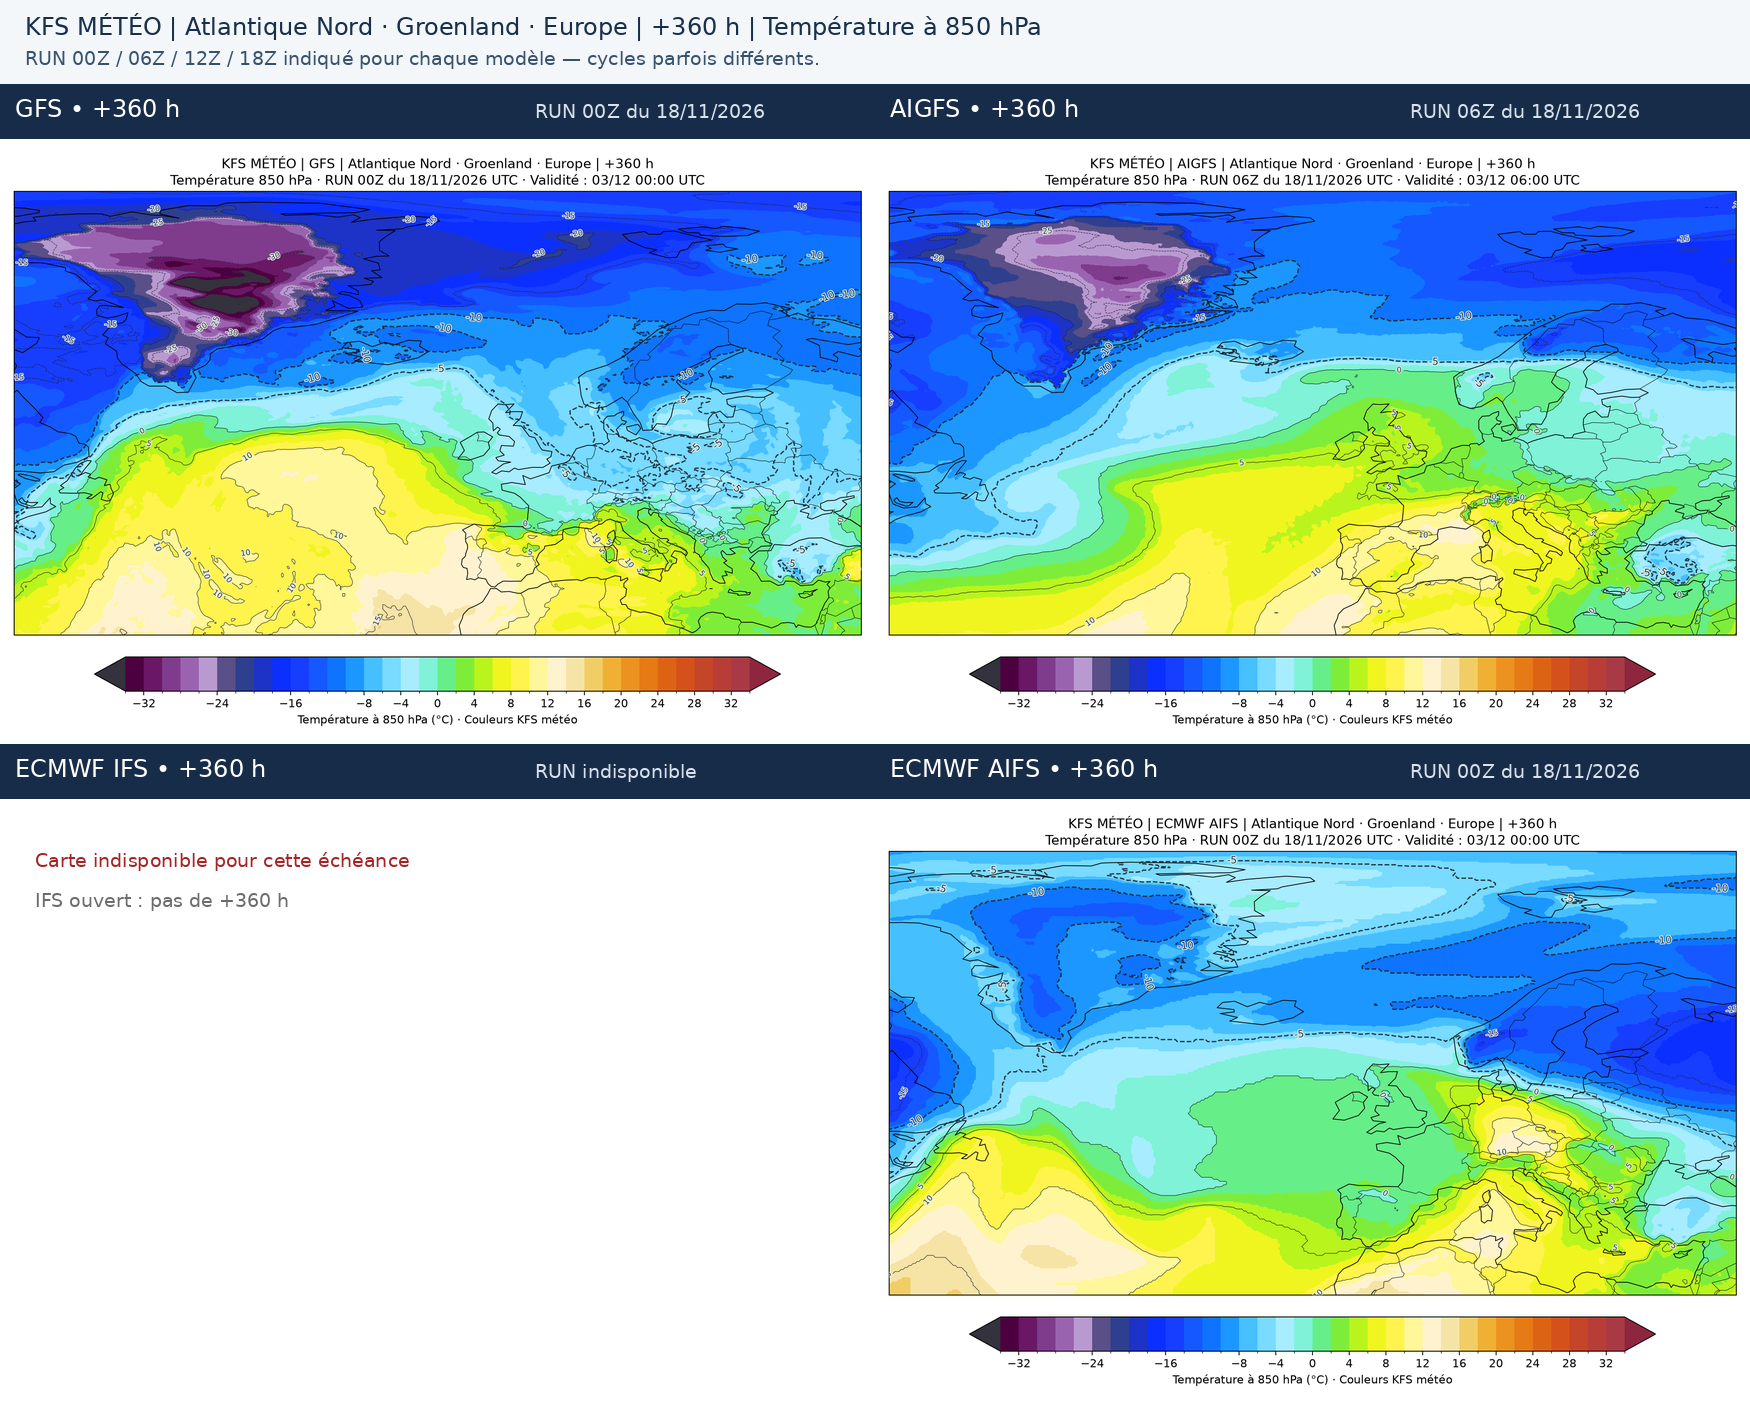 KFS MÉTÉO | Atlantique Nord · Groenland · Europe | +360 h | Température à 850 hPa
RUN 00Z / 06Z / 12Z / 18Z indiqué pour chaque modèle — cycles parfois différents.
GFS • +360 h
RUN 00Z du 18/11/2026
KFS MÉTÉO | GFS | Atlantique Nord · Groenland · Europe | +360 h
Température 850 hPa · RUN 00Z du 18/11/2026 UTC · Validité : 03/12 00:00 UTC
−32 −24 −16 −8 −4 0 4 8 12 16 20 24 28 32
Température à 850 hPa (°C) · Couleurs KFS météo
AIGFS • +360 h
RUN 06Z du 18/11/2026
KFS MÉTÉO | AIGFS | Atlantique Nord · Groenland · Europe | +360 h
Température 850 hPa · RUN 06Z du 18/11/2026 UTC · Validité : 03/12 06:00 UTC
−32 −24 −16 −8 −4 0 4 8 12 16 20 24 28 32
Température à 850 hPa (°C) · Couleurs KFS météo
ECMWF IFS • +360 h
RUN indisponible
Carte indisponible pour cette échéance
IFS ouvert : pas de +360 h
ECMWF AIFS • +360 h
RUN 00Z du 18/11/2026
KFS MÉTÉO | ECMWF AIFS | Atlantique Nord · Groenland · Europe | +360 h
Température 850 hPa · RUN 00Z du 18/11/2026 UTC · Validité : 03/12 00:00 UTC
−32 −24 −16 −8 −4 0 4 8 12 16 20 24 28 32
Température à 850 hPa (°C) · Couleurs KFS météo